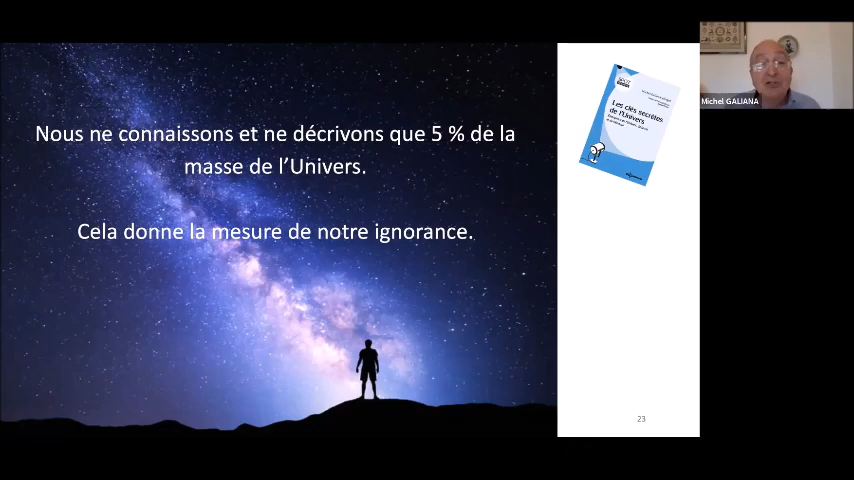 Nous ne connaissons et ne décrivons que 5 % de la
masse de l’Univers.
Cela donne la mesure de notre ignorance.
Les clés secrètes
de l'Univers
23
Michel GALIANA